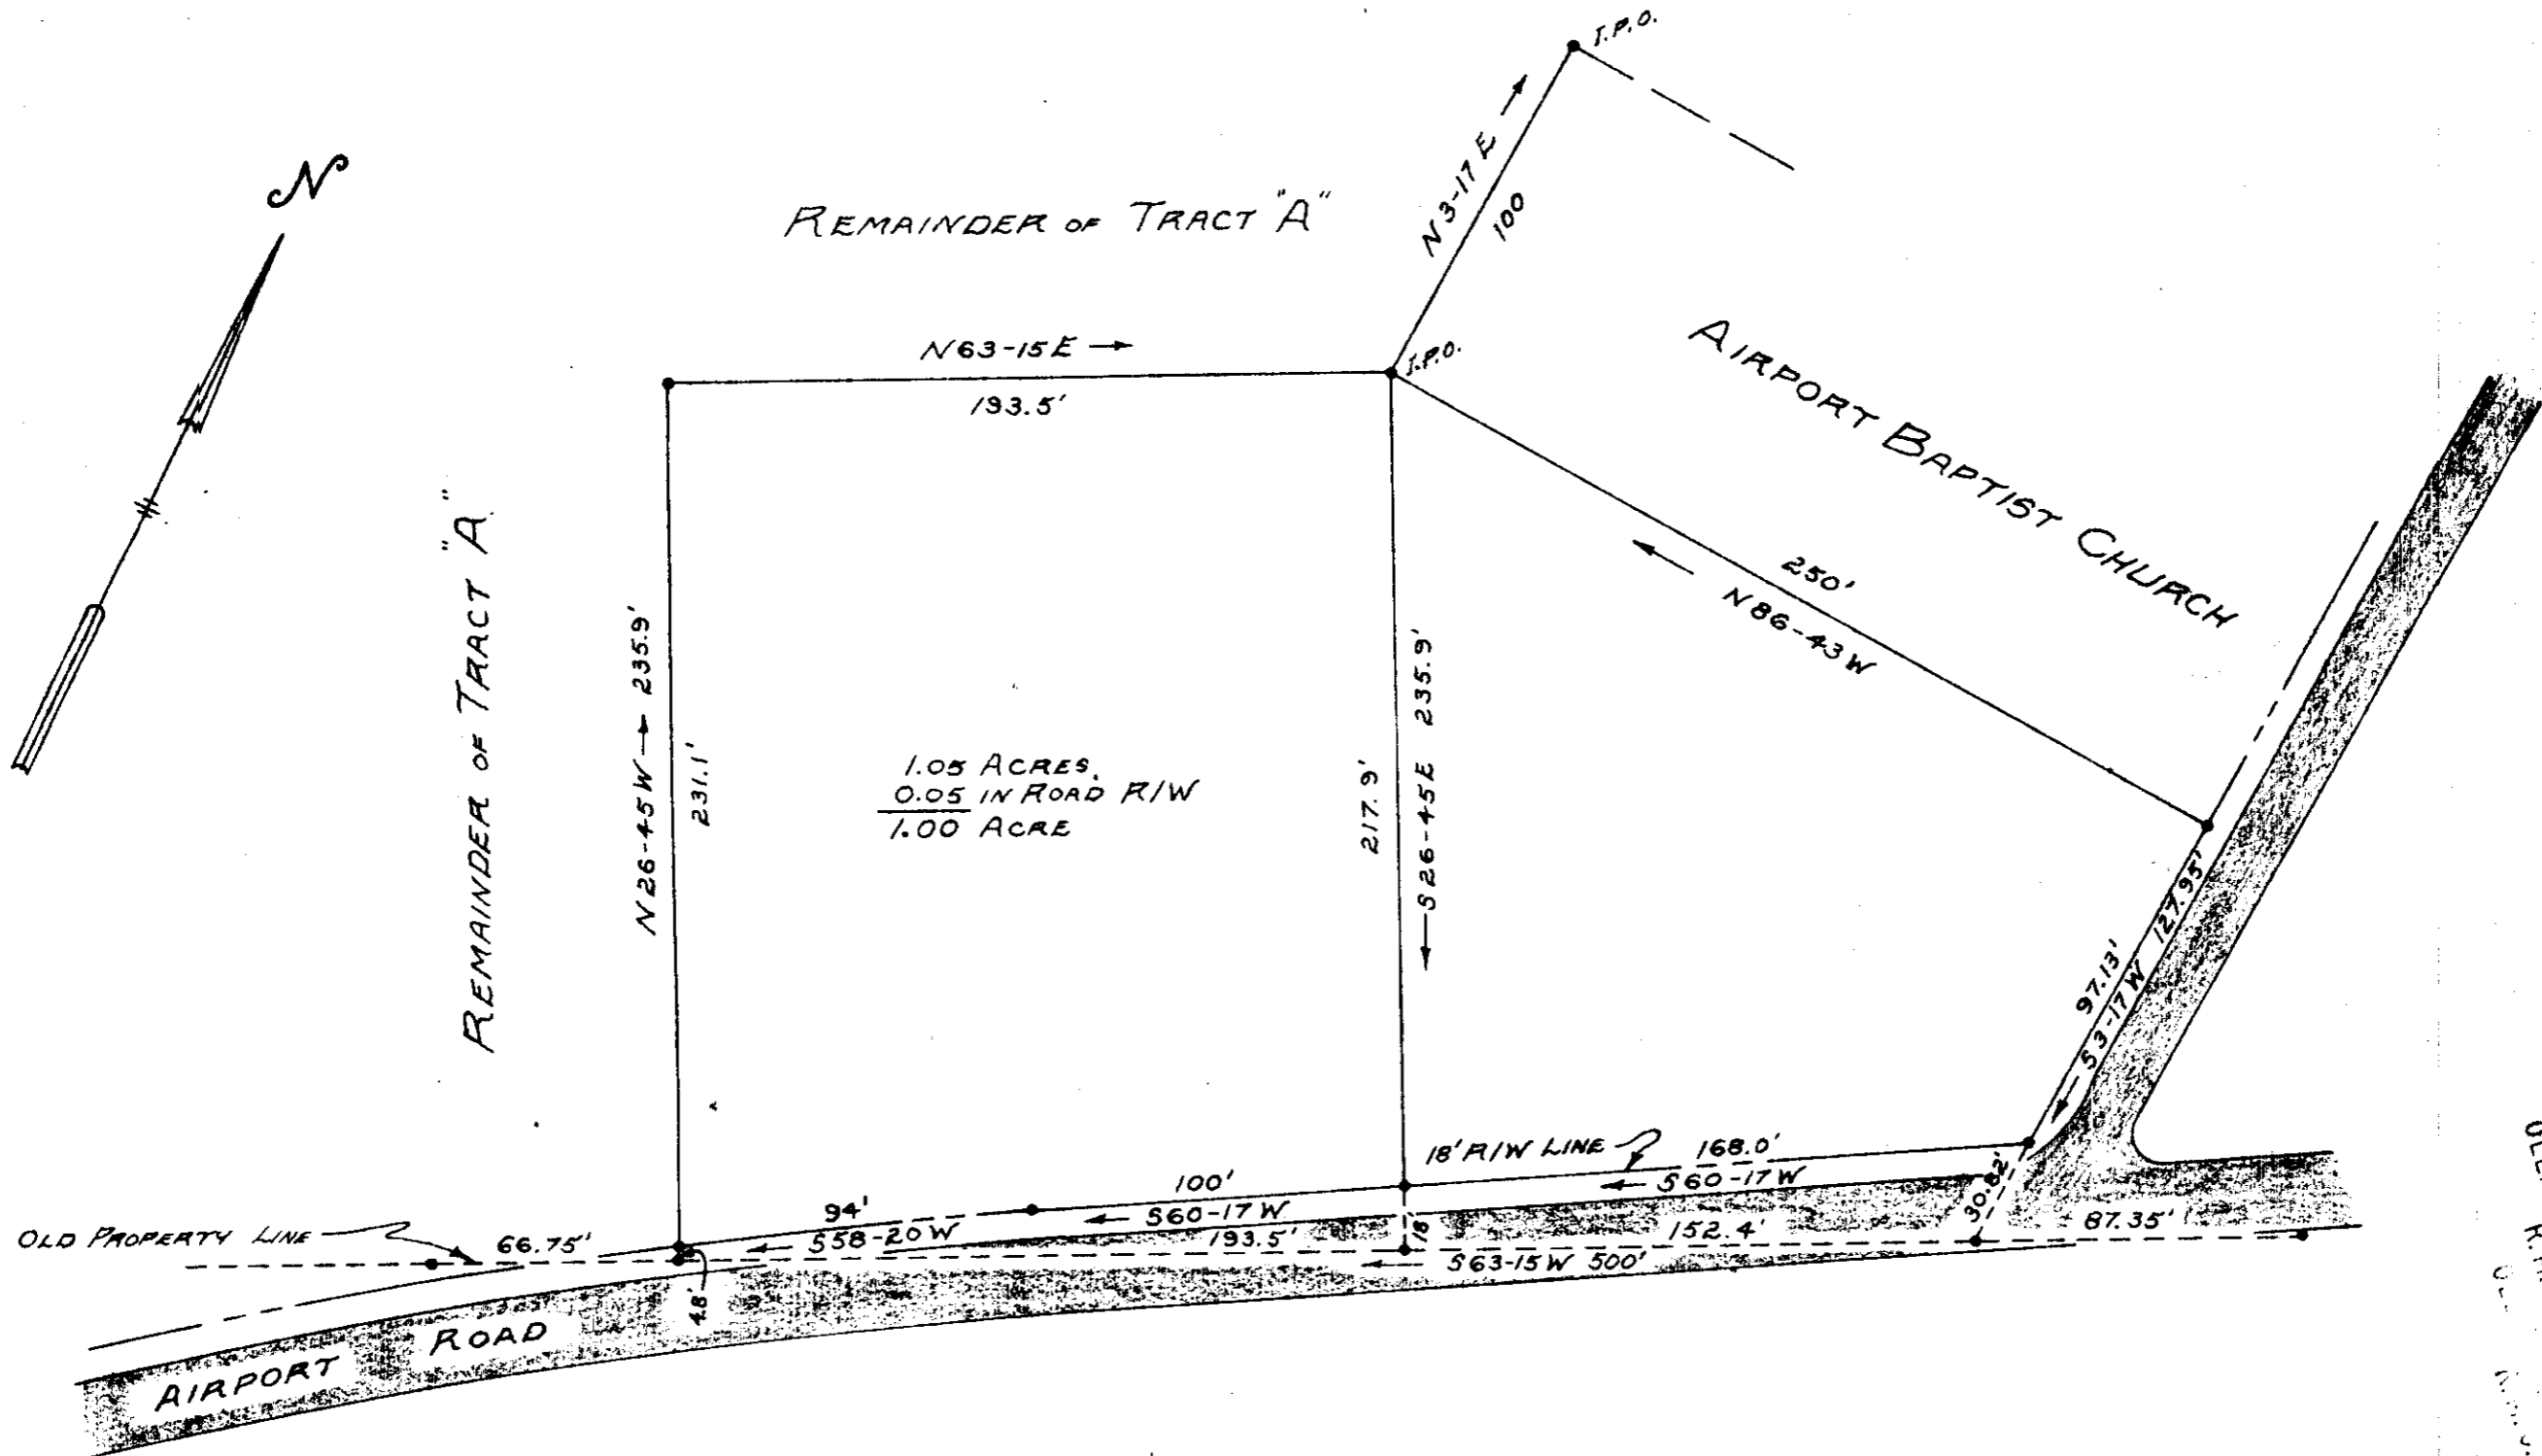 I.P.O.
N
REMAINDER OF TRACT "A"
N3-17E
100
N63-15E
193.5'
I.P.O.
AIRPORT BAPTIST CHURCH
250'
N86-43W
REMAINDER OF TRACT "A"
N26-45W 235.9'
231.1'
1.05 ACRES.
0.05 IN ROAD R/W
1.00 ACRE
217.9'
S26-45E 235.9'
97.13'
S3-17W 127.95'
18' R/W LINE
168.0'
S60-17W
100'
S60-17W
94'
S58-20W
193.5'
18'
152.4'
30.82'
87.35'
OLD PROPERTY LINE
66.75'
S63-15W 500'
4.8'
AIRPORT ROAD